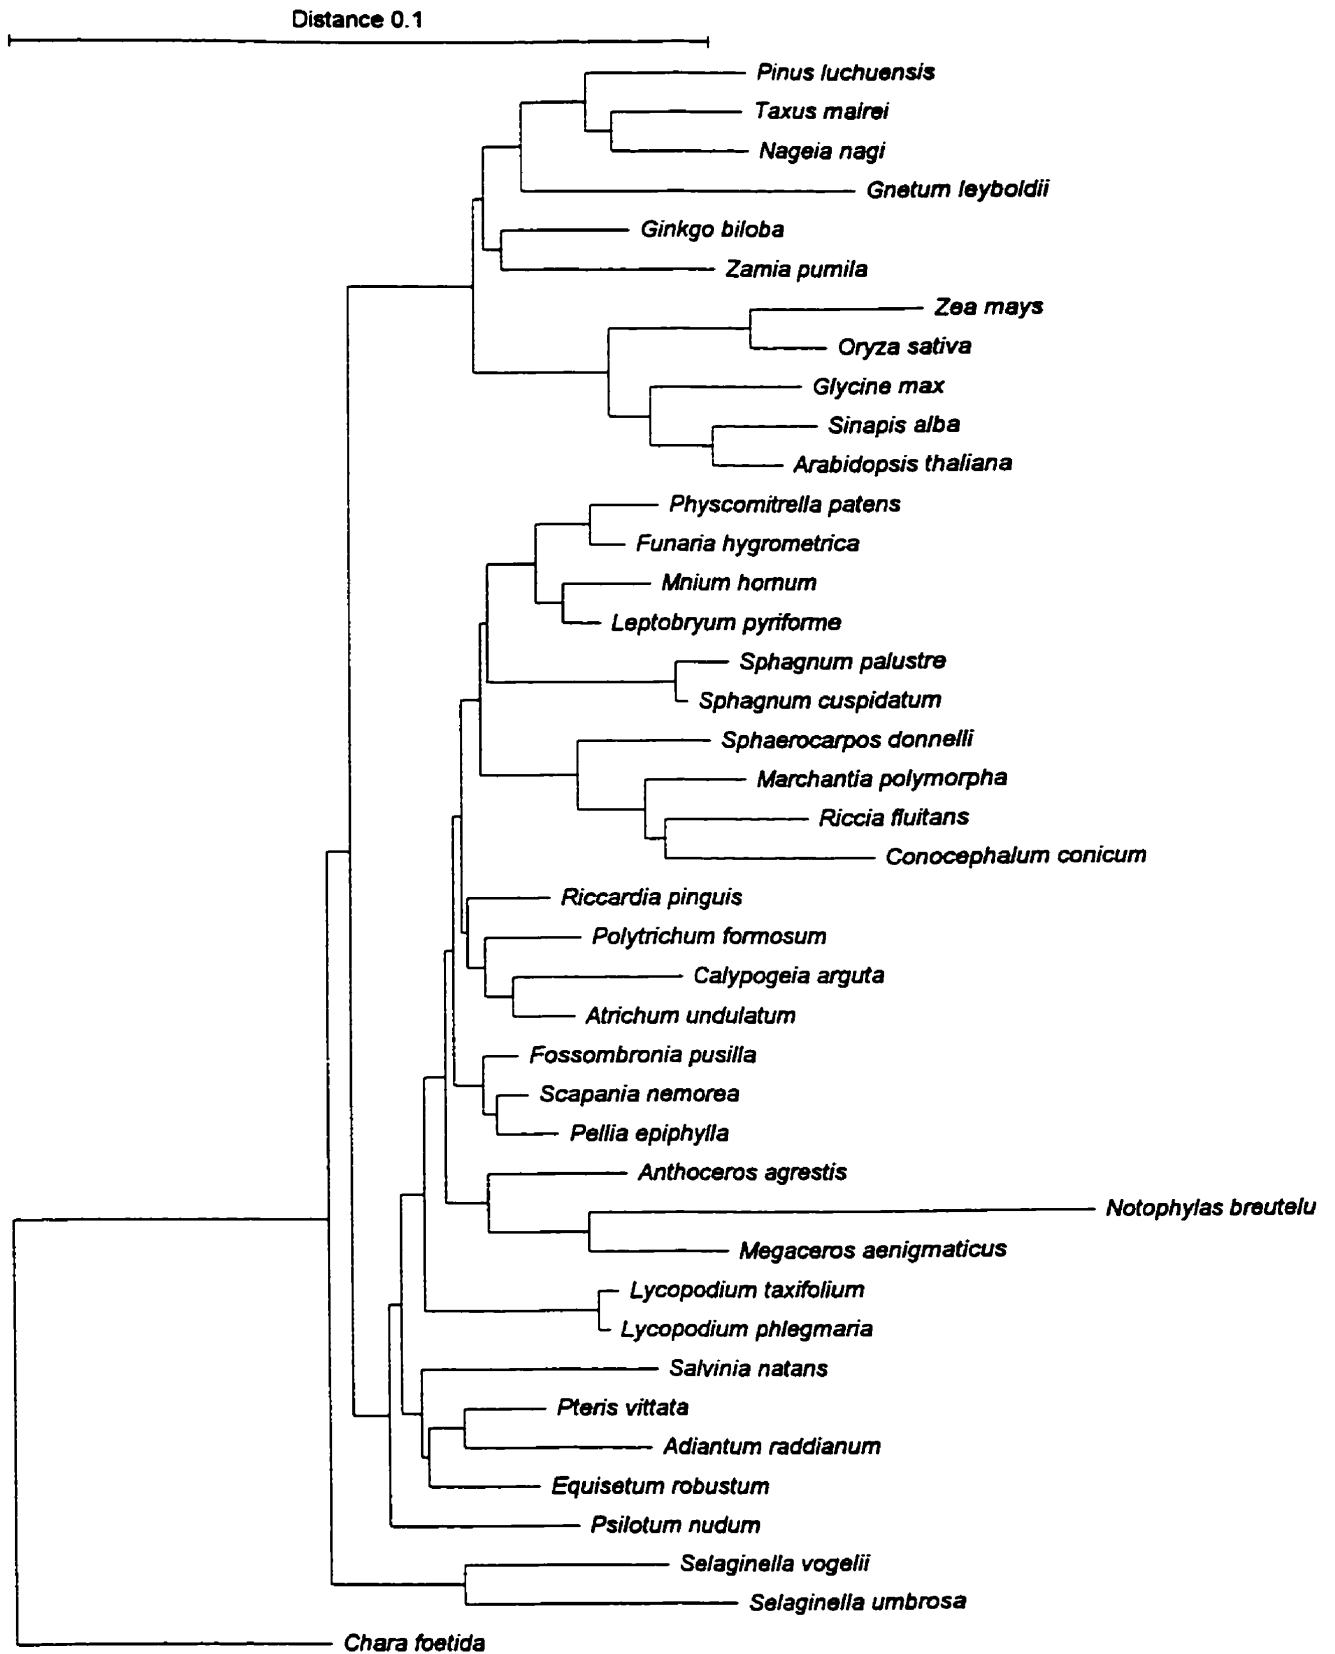 Distance 0.1
Pinus luchuensis
Taxus mairei
Nageia nagi
Gnetum leyboldii
Ginkgo biloba
Zamia pumila
Zea mays
Oryza sativa
Glycine max
Sinapis alba
Arabidopsis thaliana
Physcomitrella patens
Funaria hygrometrica
Mnium hornum
Leptobryum pyriforme
Sphagnum palustre
Sphagnum cuspidatum
Sphaerocarpos donnelli
Marchantia polymorpha
Riccia fluitans
Conocephalum conicum
Riccardia pinguis
Polytrichum formosum
Calypogeia arguta
Atrichum undulatum
Fossombronia pusilla
Scapania nemorea
Pellia epiphylla
Anthoceros agrestis
Notophylas breutelu
Megaceros aenigmaticus
Lycopodium taxifolium
Lycopodium phlegmaria
Salvinia natans
Pteris vittata
Adiantum raddianum
Equisetum robustum
Psilotum nudum
Selaginella vogelii
Selaginella umbrosa
Chara foetida